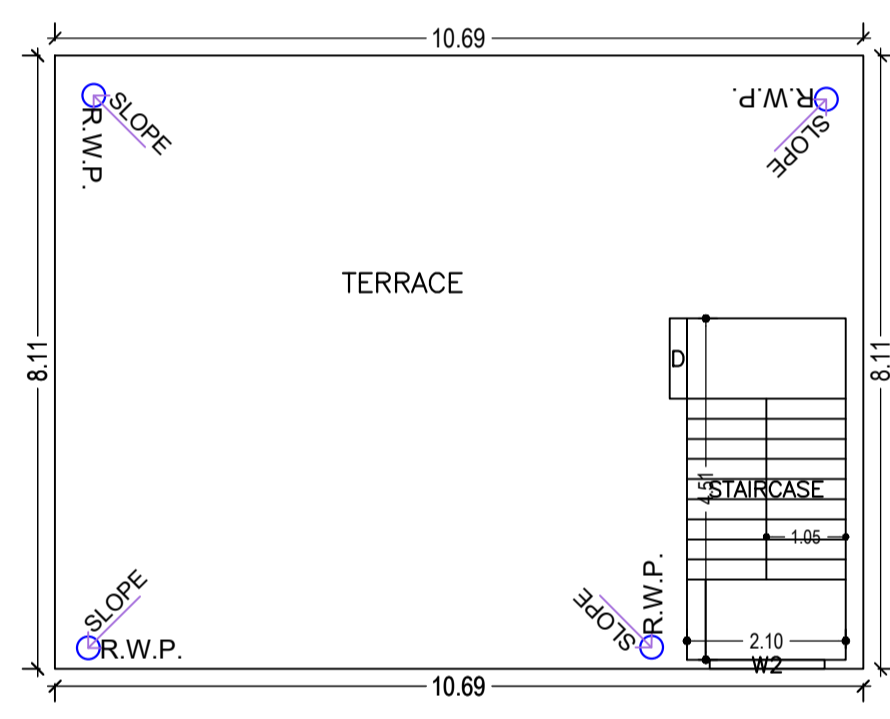 10.69
SLOPE
R.W.P.
R.W.P.
SLOPE
TERRACE
8.11
8.11
D
4.51
STAIRCASE
1.05
SLOPE
R.W.P.
SLOPE
R.W.P.
2.10
W2
10.69